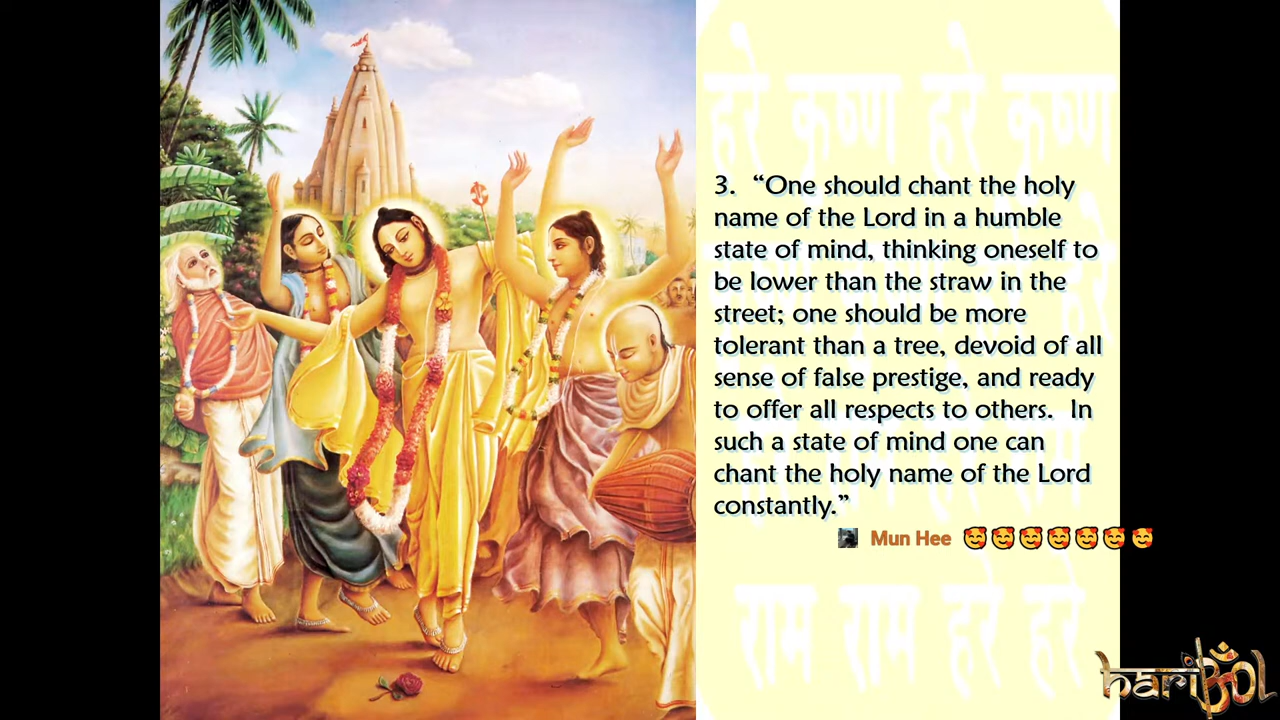 हरे कृष्ण हरे कृष्ण
3. “One should chant the holy
name of the Lord in a humble
state of mind, thinking oneself to
be lower than the straw in the
street; one should be more
tolerant than a tree, devoid of all
sense of false prestige, and ready
to offer all respects to others. In
such a state of mind one can
chant the holy name of the Lord
constantly.”
Mun Hee 🥰🥰🥰🥰🥰🥰🥰
राम राम हरे हरे
hariॐol